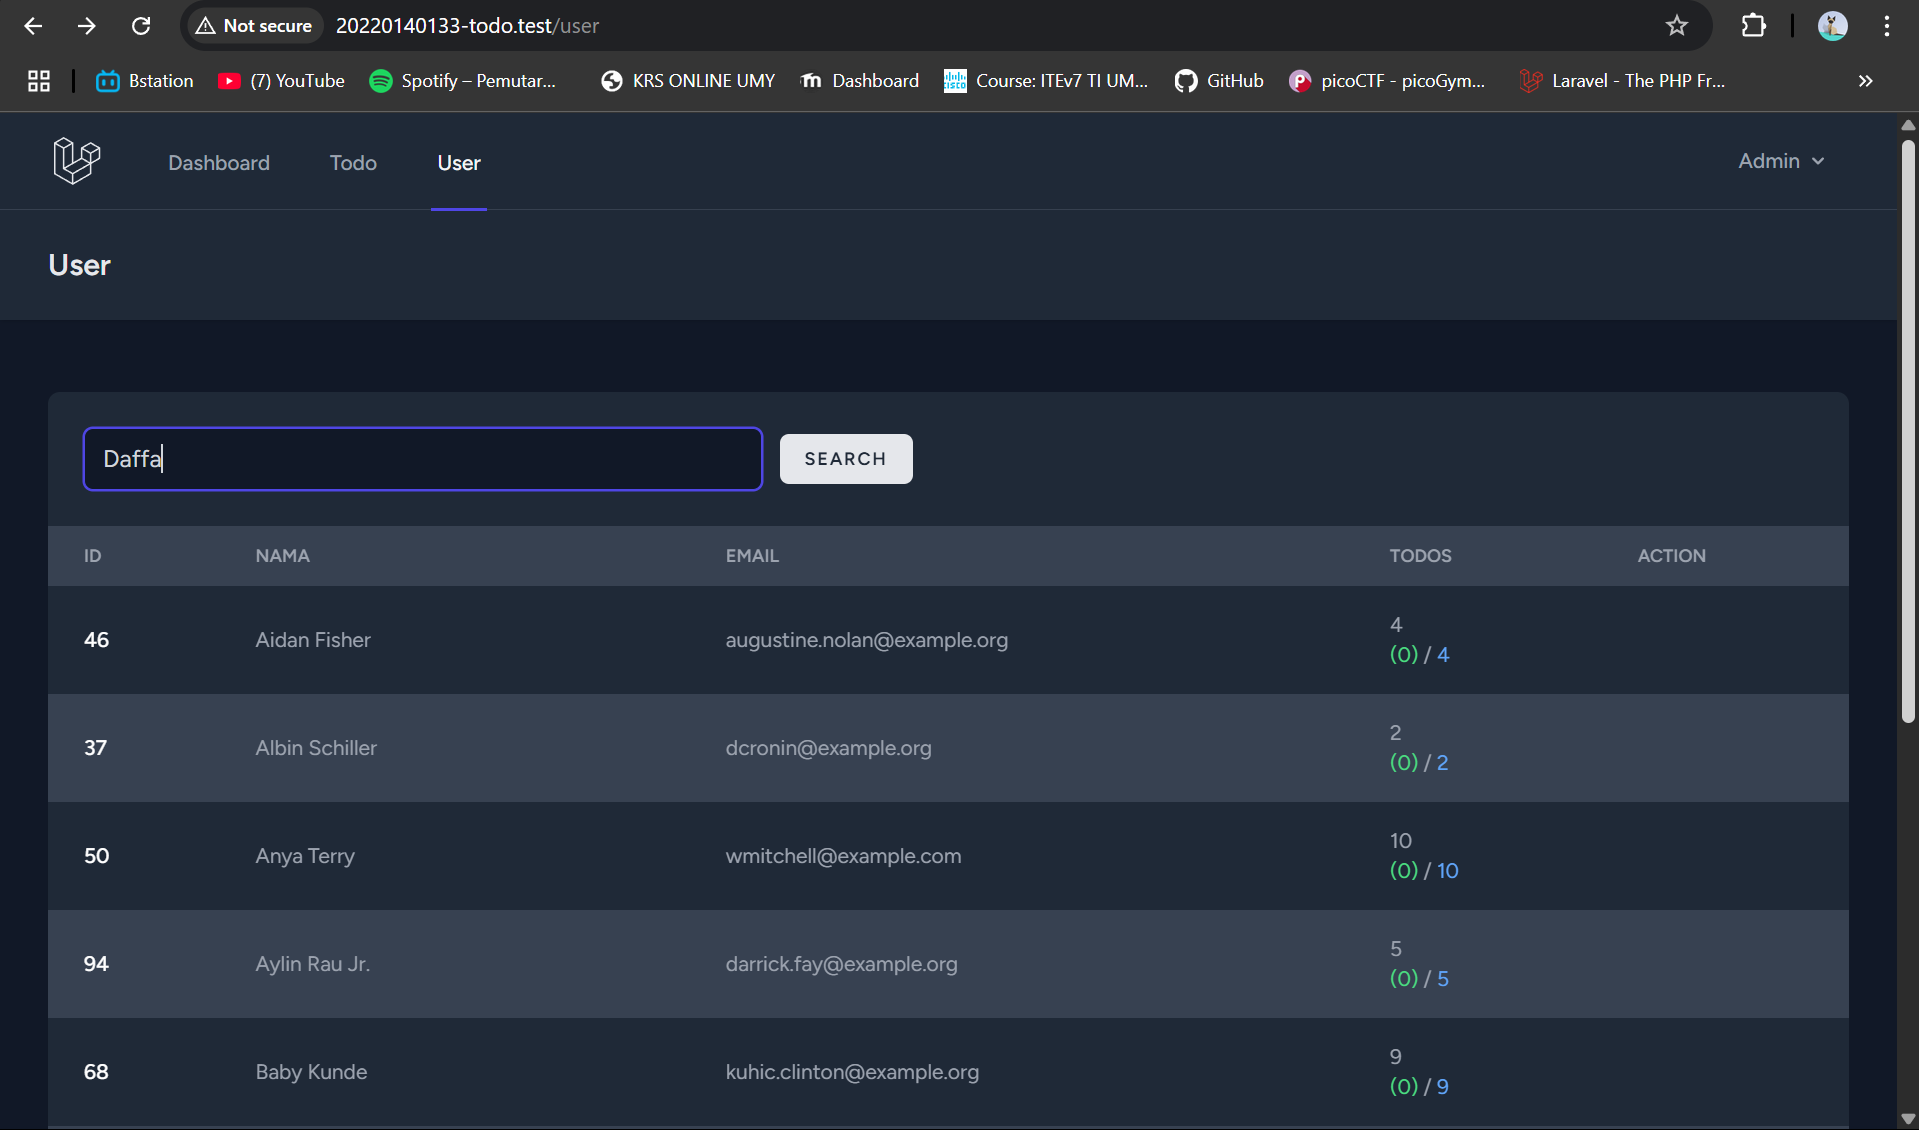 Not secure 20220140133-todo.test/user
Bstation (7) YouTube Spotify – Pemutar... KRS ONLINE UMY Dashboard Course: ITEv7 TI UM... GitHub picoCTF - picoGym... Laravel - The PHP Fr...
Dashboard Todo User Admin
User
Daffa SEARCH
ID NAMA EMAIL TODOS ACTION
46 Aidan Fisher augustine.nolan@example.org 4
(0) / 4
37 Albin Schiller dcronin@example.org 2
(0) / 2
50 Anya Terry wmitchell@example.com 10
(0) / 10
94 Aylin Rau Jr. darrick.fay@example.org 5
(0) / 5
68 Baby Kunde kuhic.clinton@example.org 9
(0) / 9